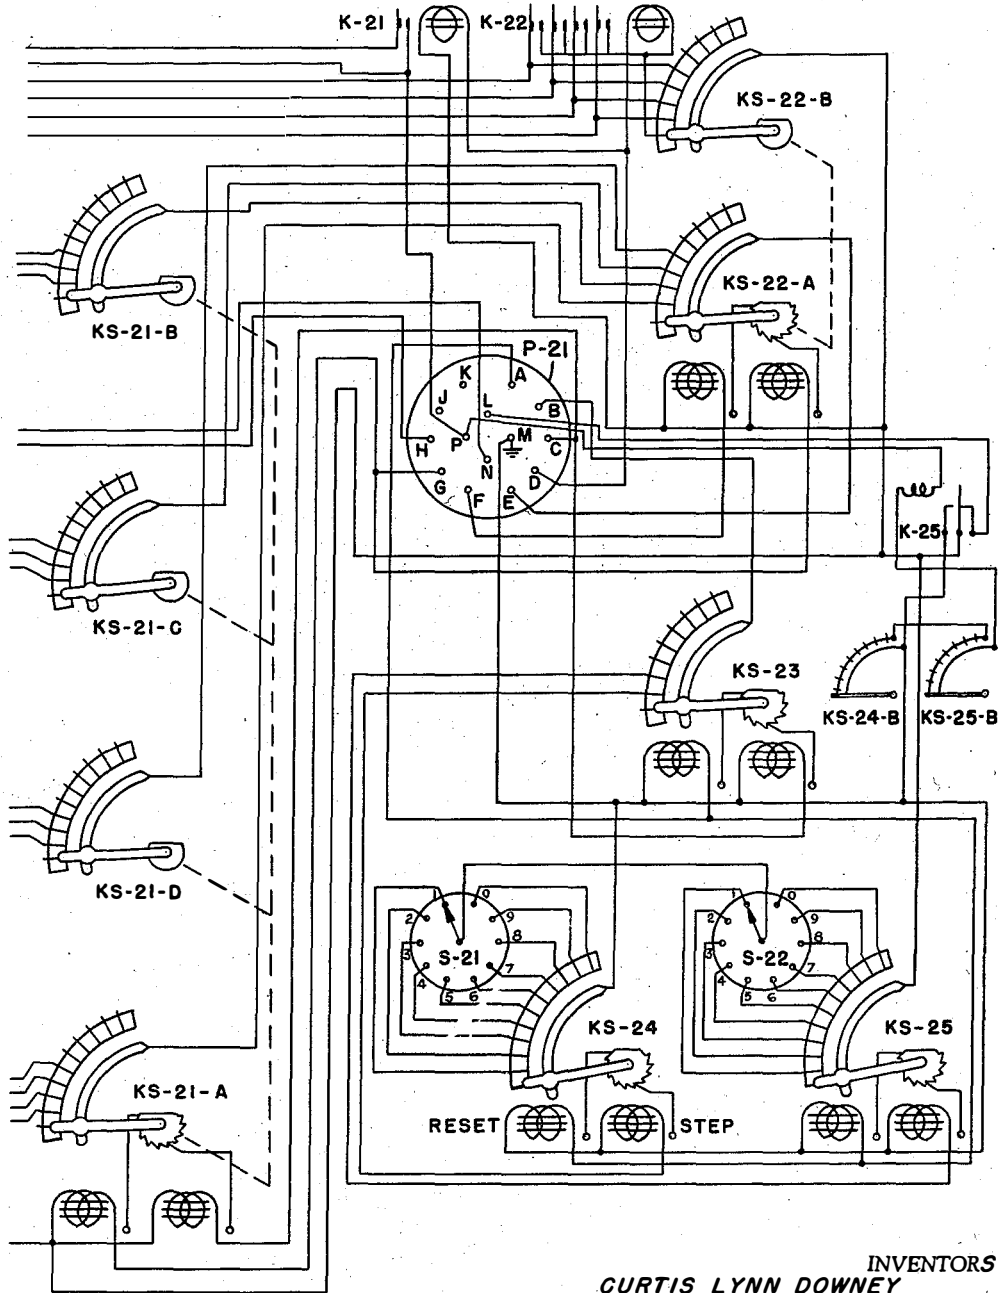 K-21
K-22
KS-22-B
KS-21-B
KS-22-A
P-21
K
A
J
L
B
H
P
M
C
N
G
D
F
E
K-25
KS-21-C
KS-23
KS-24-B
KS-25-B
KS-21-D
1
0
2
9
3
S-21
8
4
7
5
6
1
0
2
9
3
S-22
8
4
7
5
6
KS-24
KS-25
KS-21-A
RESET
STEP
INVENTORS
CURTIS LYNN DOWNEY